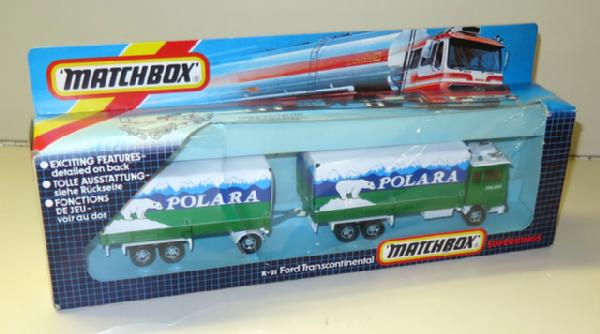 MATCHBOX
• EXCITING FEATURES-
detailed on back
• TOLLE AUSSTATTUNG-
siehe Rückseite
• FONCTIONS
DE JEU-
voir au dos
POLARA
POLARA
POLARA
K-21 Ford Transcontinental
MATCHBOX
SUPERKINGS